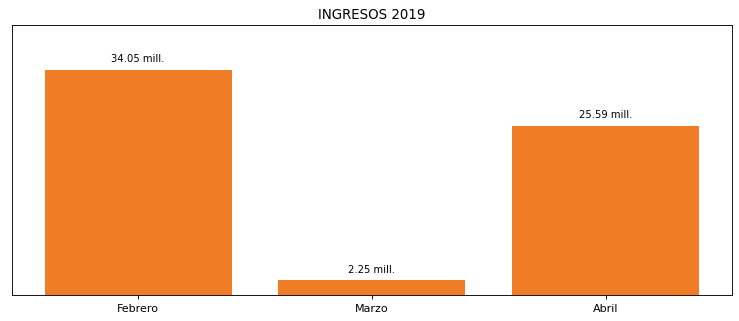 INGRESOS 2019
34.05 mill.
25.59 mill.
2.25 mill.
Febrero
Marzo
Abril